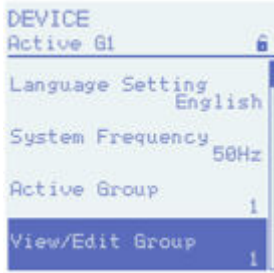 DEVICE
Active G1
Language Setting
English
System Frequency
50Hz
Active Group
1
View/Edit Group
1